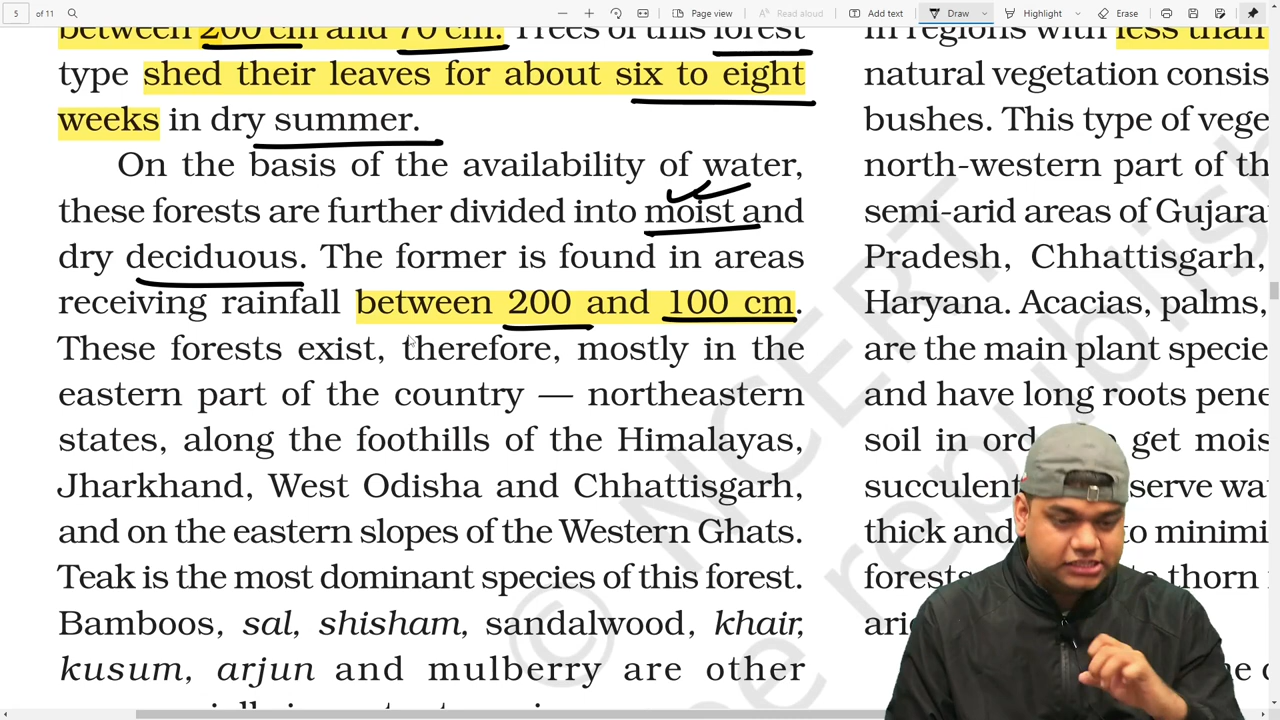 5 of 11 Page view Read aloud Add text Draw Highlight Erase
between 200 cm and 70 cm. Trees of this forest
type shed their leaves for about six to eight
weeks in dry summer.
On the basis of the availability of water,
these forests are further divided into moist and
dry deciduous. The former is found in areas
receiving rainfall between 200 and 100 cm.
These forests exist, therefore, mostly in the
eastern part of the country — northeastern
states, along the foothills of the Himalayas,
Jharkhand, West Odisha and Chhattisgarh,
and on the eastern slopes of the Western Ghats.
Teak is the most dominant species of this forest.
Bamboos, sal, shisham, sandalwood, khair,
kusum, arjun and mulberry are other
in regions with less than
natural vegetation consis
bushes. This type of vege
north-western part of th
semi-arid areas of Gujara
Pradesh, Chhattisgarh,
Haryana. Acacias, palms,
are the main plant specie
and have long roots pene
soil in ord get mois
succulent serve wa
thick and to minimi
forests thorn
ari
© NCERT
be republish